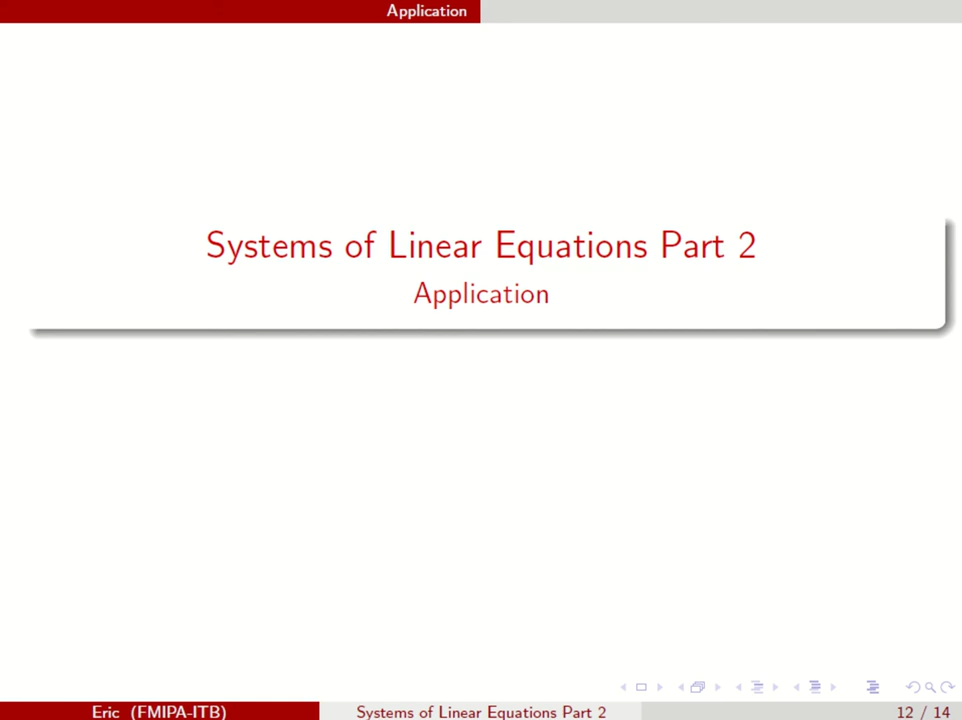 Application
Systems of Linear Equations Part 2
Application
Eric (FMIPA-ITB)
Systems of Linear Equations Part 2
12 / 14